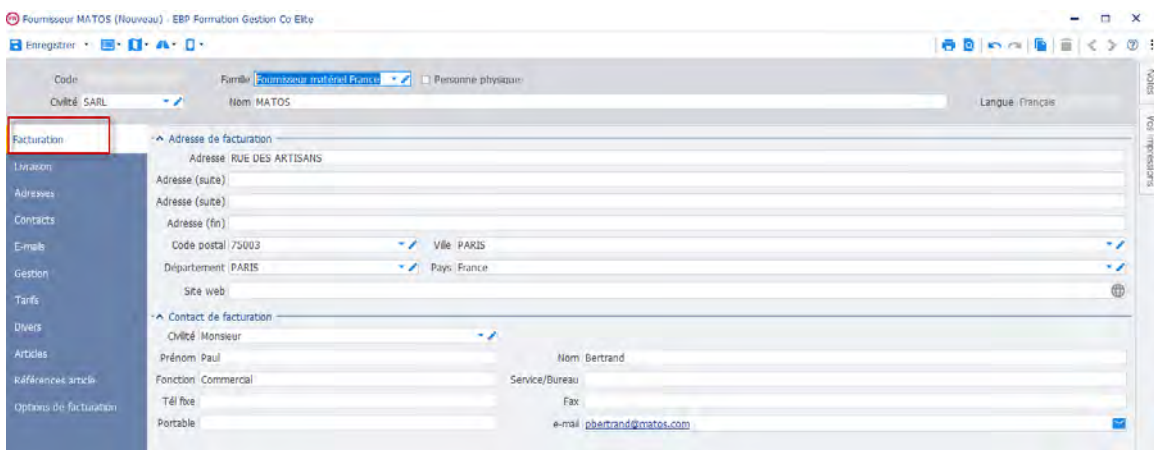 Fournisseur MATOS (Nouveau) - EBP Formation Gestion Co Elite
Enregistrer
Code Famille Fournisseur matériel France Personne physique
Civilité SARL Nom MATOS Langue Français
Facturation
Livraison
Adresses
Contacts
E-mails
Gestion
Tarifs
Divers
Articles
Références article
Options de facturation
Adresse de facturation
Adresse RUE DES ARTISANS
Adresse (suite)
Adresse (suite)
Adresse (fin)
Code postal 75003 Ville PARIS
Département PARIS Pays France
Site web
Contact de facturation
Civilité Monsieur
Prénom Paul Nom Bertrand
Fonction Commercial Service/Bureau
Tél fixe Fax
Portable e-mail pbertrand@matos.com
Notes
Vos impressions